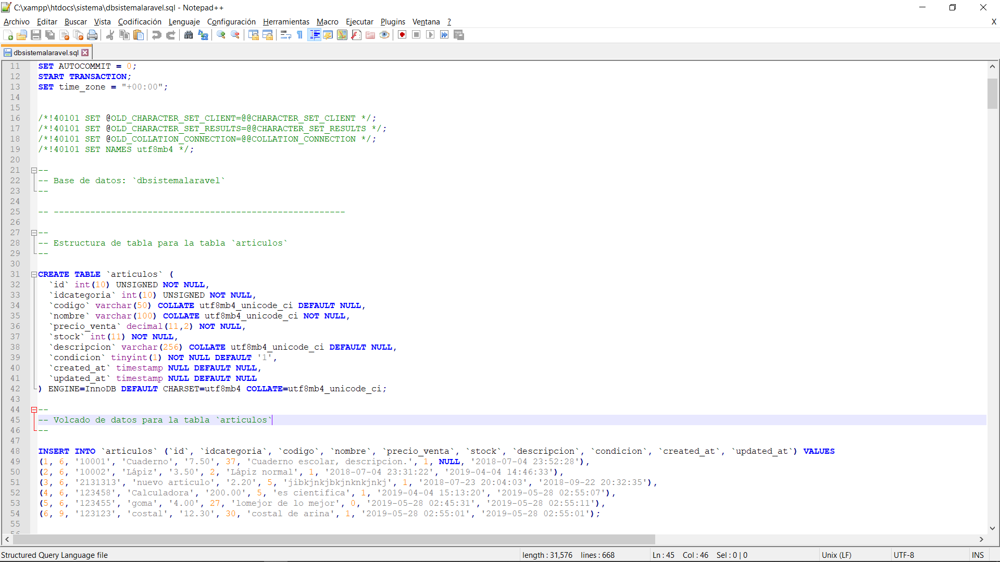 C:\xampp\htdocs\sistema\dbsistemalaravel.sql - Notepad++
Archivo Editar Buscar Vista Codificación Lenguaje Configuración Herramientas Macro Ejecutar Plugins Ventana ? X
dbsistemalaravel.sql
11 SET AUTOCOMMIT = 0;
12 START TRANSACTION;
13 SET time_zone = "+00:00";
14
15
16 /*!40101 SET @OLD_CHARACTER_SET_CLIENT=@@CHARACTER_SET_CLIENT */;
17 /*!40101 SET @OLD_CHARACTER_SET_RESULTS=@@CHARACTER_SET_RESULTS */;
18 /*!40101 SET @OLD_COLLATION_CONNECTION=@@COLLATION_CONNECTION */;
19 /*!40101 SET NAMES utf8mb4 */;
20
21 --
22 -- Base de datos: `dbsistemalaravel`
23 --
24
25 -- --------------------------------------------------------
26
27 --
28 -- Estructura de tabla para la tabla `articulos`
29 --
30
31 CREATE TABLE `articulos` (
32 `id` int(10) UNSIGNED NOT NULL,
33 `idcategoria` int(10) UNSIGNED NOT NULL,
34 `codigo` varchar(50) COLLATE utf8mb4_unicode_ci DEFAULT NULL,
35 `nombre` varchar(100) COLLATE utf8mb4_unicode_ci NOT NULL,
36 `precio_venta` decimal(11,2) NOT NULL,
37 `stock` int(11) NOT NULL,
38 `descripcion` varchar(256) COLLATE utf8mb4_unicode_ci DEFAULT NULL,
39 `condicion` tinyint(1) NOT NULL DEFAULT '1',
40 `created_at` timestamp NULL DEFAULT NULL,
41 `updated_at` timestamp NULL DEFAULT NULL
42 ) ENGINE=InnoDB DEFAULT CHARSET=utf8mb4 COLLATE=utf8mb4_unicode_ci;
43
44 --
45 -- Volcado de datos para la tabla `articulos`
46 --
47
48 INSERT INTO `articulos` (`id`, `idcategoria`, `codigo`, `nombre`, `precio_venta`, `stock`, `descripcion`, `condicion`, `created_at`, `updated_at`) VALUES
49 (1, 6, '10001', 'Cuaderno', '7.50', 37, 'Cuaderno escolar, descripcion.', 1, NULL, '2018-07-04 23:52:28'),
50 (2, 6, '10002', 'Lápiz', '3.50', 2, 'Lápiz normal', 1, '2018-07-04 23:31:22', '2019-04-04 14:46:33'),
51 (3, 6, '2131313', 'nuevo articulo', '2.20', 5, 'jibkjnkjbkjnknkjnkj', 1, '2018-07-23 20:04:03', '2018-09-22 20:32:35'),
52 (4, 6, '123458', 'Calculadora', '200.00', 5, 'es cientifica', 1, '2019-04-04 15:13:20', '2019-05-28 02:55:07'),
53 (5, 6, '123455', 'goma', '4.00', 27, 'lomejor de lo mejor', 0, '2019-05-28 02:45:31', '2019-05-28 02:55:11'),
54 (6, 9, '123123', 'costal', '12.30', 30, 'costal de arina', 1, '2019-05-28 02:55:01', '2019-05-28 02:55:01');
55
56
Structured Query Language file length : 31,576 lines : 668 Ln : 45 Col : 46 Sel : 0 | 0 Unix (LF) UTF-8 INS